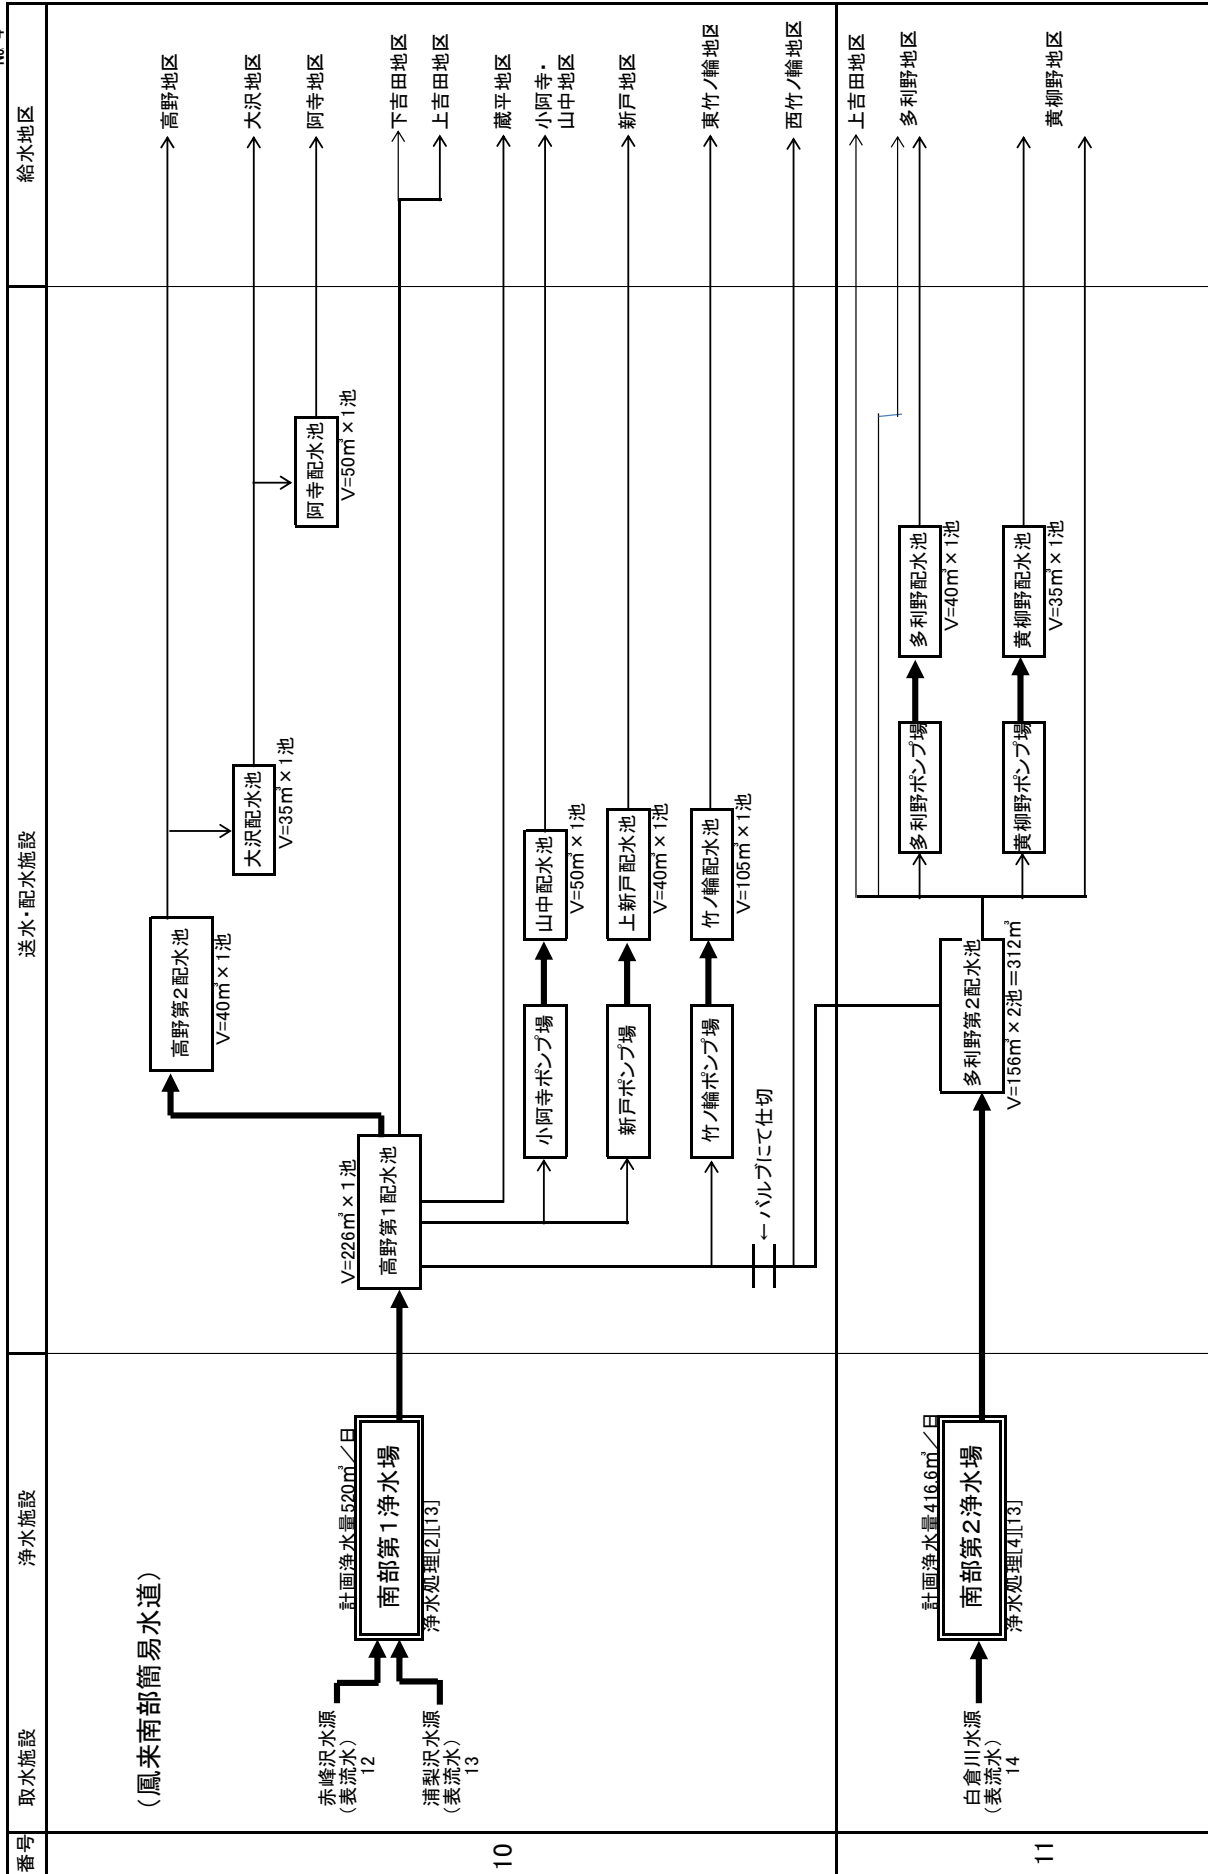 № 4
番号
取水施設
浄水施設
送水・配水施設
給水地区
(鳳来南部簡易水道)
10
赤峰沢水源
(表流水)
12
浦梨沢水源
(表流水)
13
計画浄水量520m³／日
南部第1浄水場
浄水処理[2][13]
V=226m³×1池
高野第1配水池
高野第2配水池
V=40m³×1池
大沢配水池
V=35m³×1池
阿寺配水池
V=50m³×1池
小阿寺ポンプ場
山中配水池
V=50m³×1池
新戸ポンプ場
上新戸配水池
V=40m³×1池
竹ノ輪ポンプ場
竹ノ輪配水池
V=105m³×1池
←バルブにて仕切
高野地区
大沢地区
阿寺地区
下吉田地区
上吉田地区
蔵平地区
小阿寺・
山中地区
新戸地区
東竹ノ輪地区
西竹ノ輪地区
11
白倉川水源
(表流水)
14
計画浄水量416.6m³／日
南部第2浄水場
浄水処理[4][13]
多利野第2配水池
V=156m³×2池＝312m³
多利野ポンプ場
多利野配水池
V=40m³×1池
黄柳野ポンプ場
黄柳野配水池
V=35m³×1池
上吉田地区
多利野地区
黄柳野地区